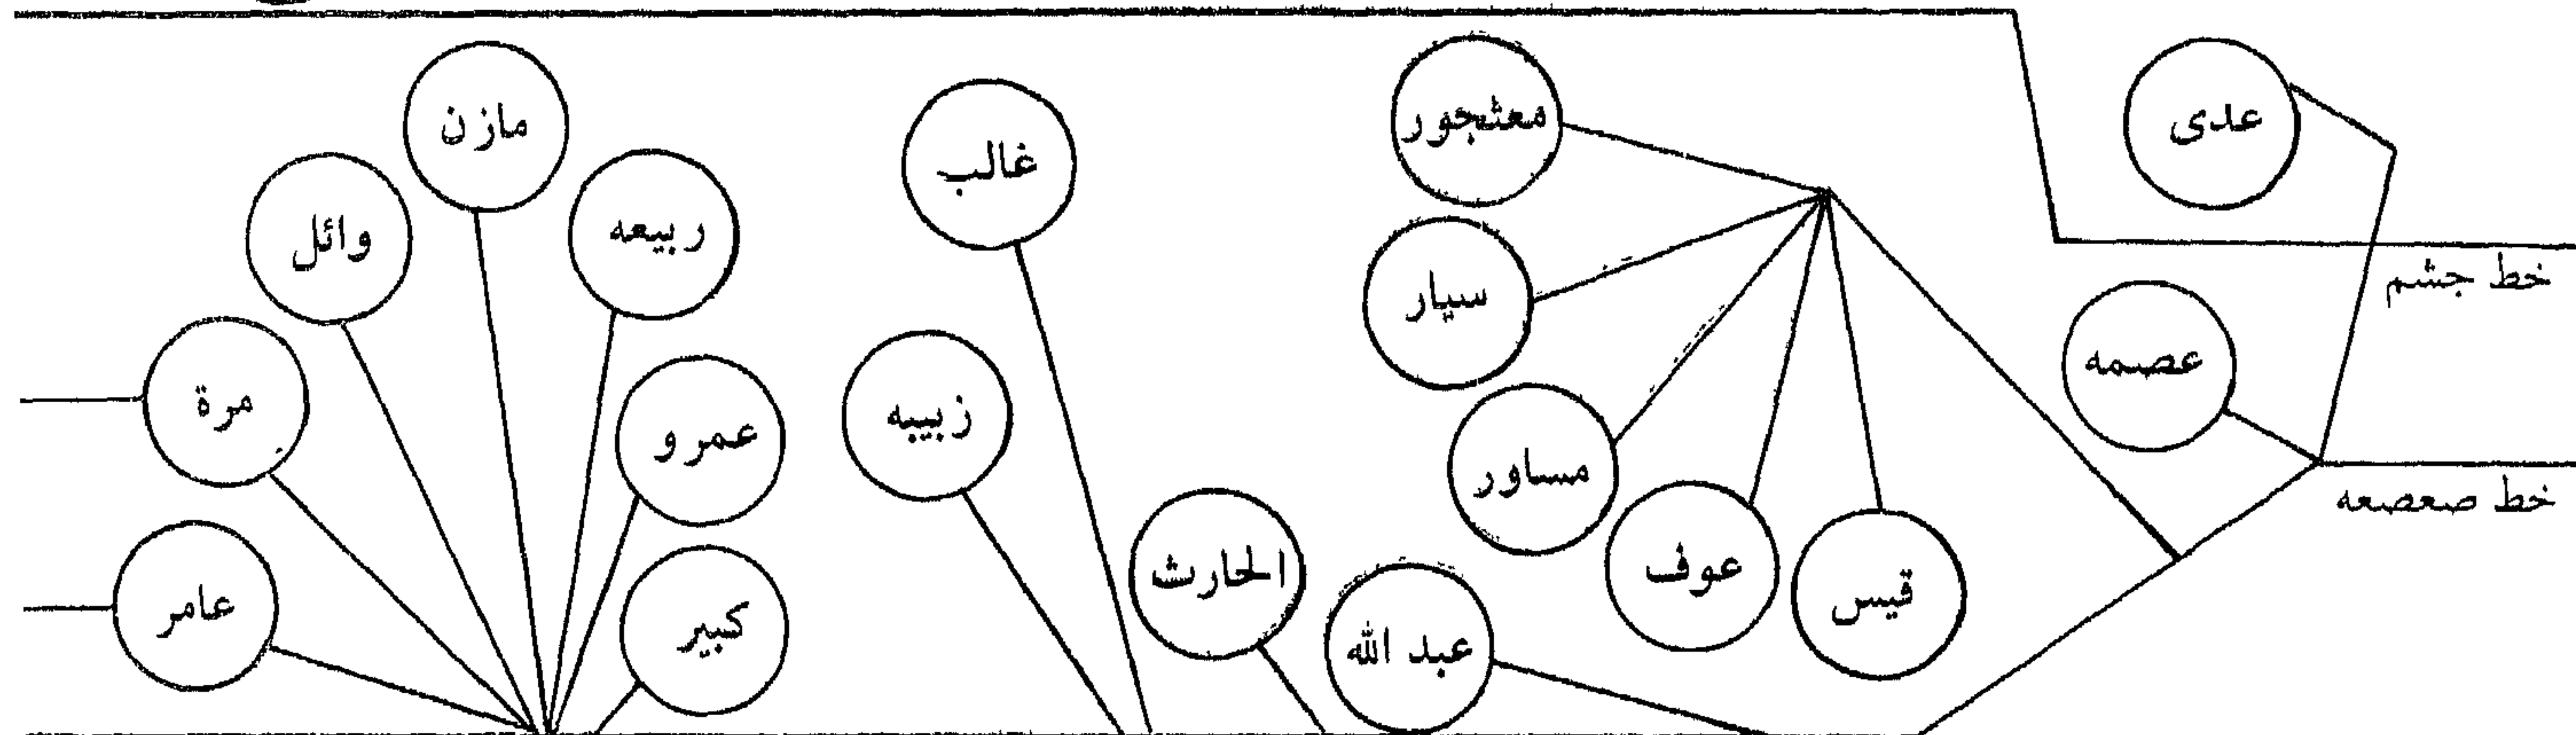 عدى
خط جشم
عصمه
خط صعصعه
معثجور
سيار
مساور
عوف
قيس
عبد الله
الحارث
غالب
زبيبه
مازن
ربيعه
وائل
عمرو
مرة
كبير
عامر